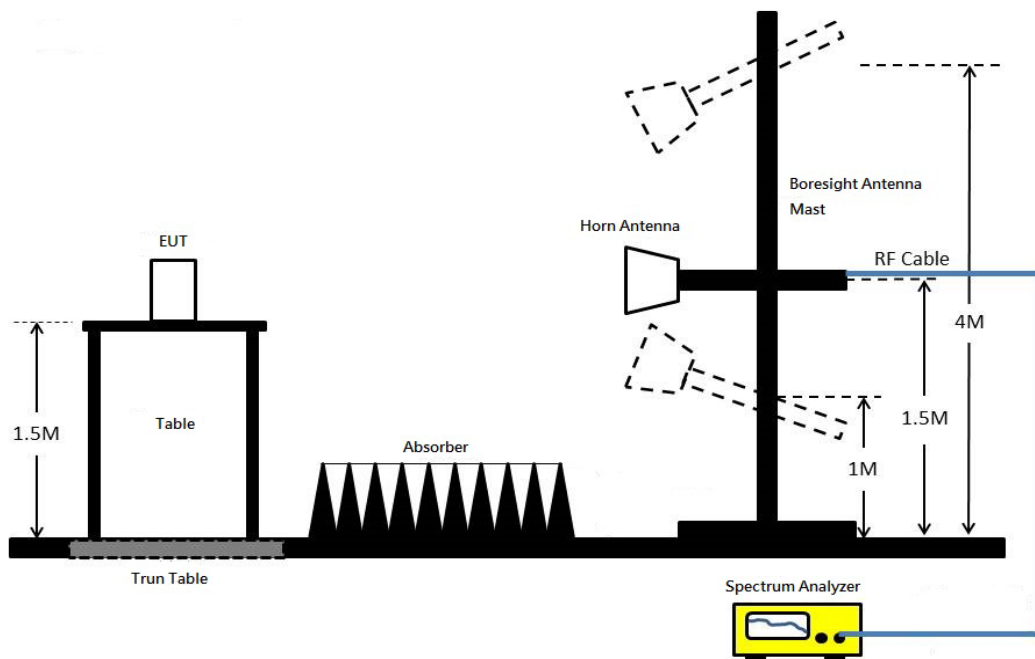 Boresight Antenna
Mast
Horn Antenna
EUT
RF Cable
4M
1.5M
1.5M
Table
Absorber
1M
Trun Table
Spectrum Analyzer